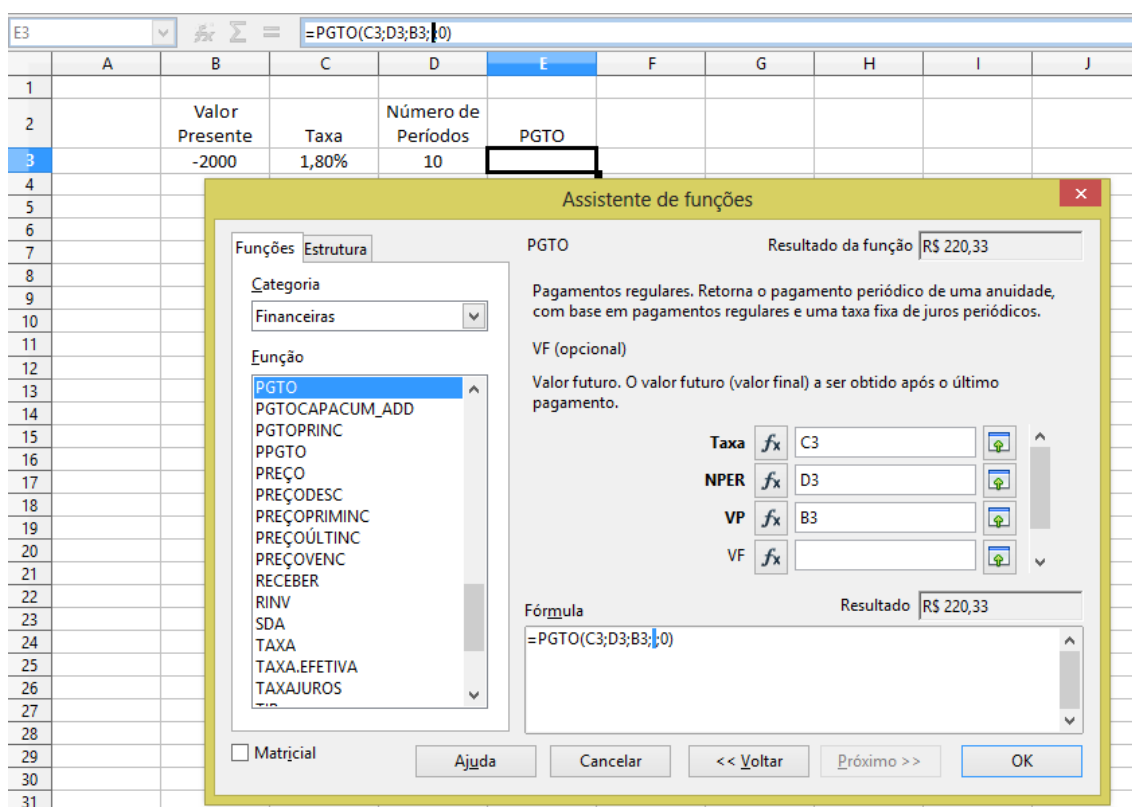 E3 =PGTO(C3;D3;B3; ;0)
A B C D E F G H I J
1
2 Valor Presente Taxa Número de Períodos PGTO
3 -2000 1,80% 10
4
5
6
7
8
9
10
11
12
13
14
15
16
17
18
19
20
21
22
23
24
25
26
27
28
29
30
31
Assistente de funções
Funções Estrutura
PGTO Resultado da função R$ 220,33
Categoria
Financeiras
Função
PGTO
PGTOCAPACUM_ADD
PGTOPRINC
PPGTO
PREÇO
PREÇODESC
PREÇOPRIMINC
PREÇOÚLTINC
PREÇOVENC
RECEBER
RINV
SDA
TAXA
TAXA.EFETIVA
TAXAJUROS
Pagamentos regulares. Retorna o pagamento periódico de uma anuidade,
com base em pagamentos regulares e uma taxa fixa de juros periódicos.
VF (opcional)
Valor futuro. O valor futuro (valor final) a ser obtido após o último
pagamento.
Taxa fx C3
NPER fx D3
VP fx B3
VF fx
Fórmula Resultado R$ 220,33
=PGTO(C3;D3;B3; ;0)
Matricial
Ajuda Cancelar << Voltar Próximo >> OK